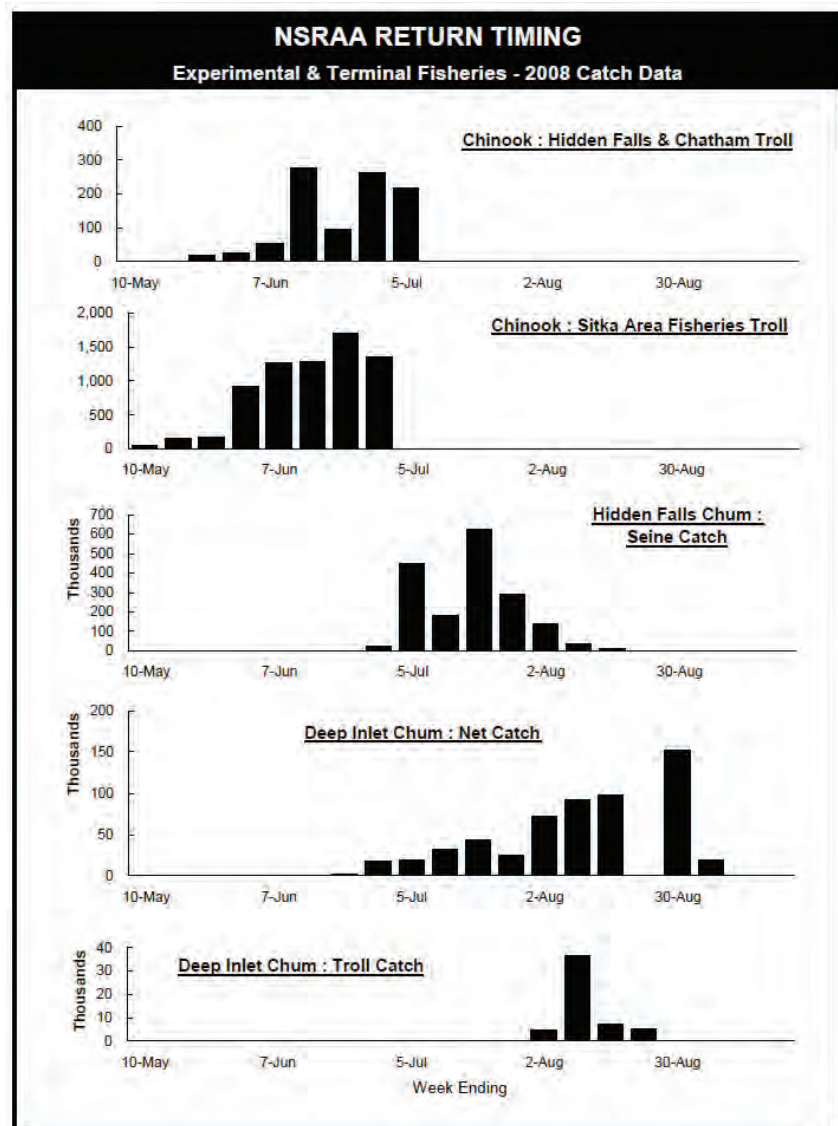 NSRAA RETURN TIMING
Experimental & Terminal Fisheries - 2008 Catch Data
Chinook : Hidden Falls & Chatham Troll
400
300
200
100
0
10-May 7-Jun 5-Jul 2-Aug 30-Aug
Chinook : Sitka Area Fisheries Troll
2,000
1,500
1,000
500
0
10-May 7-Jun 5-Jul 2-Aug 30-Aug
Hidden Falls Chum :
Seine Catch
Thousands
700
600
500
400
300
200
100
0
10-May 7-Jun 5-Jul 2-Aug 30-Aug
Deep Inlet Chum : Net Catch
Thousands
200
150
100
50
0
10-May 7-Jun 5-Jul 2-Aug 30-Aug
Deep Inlet Chum : Troll Catch
Thousands
40
30
20
10
0
10-May 7-Jun 5-Jul 2-Aug 30-Aug
Week Ending